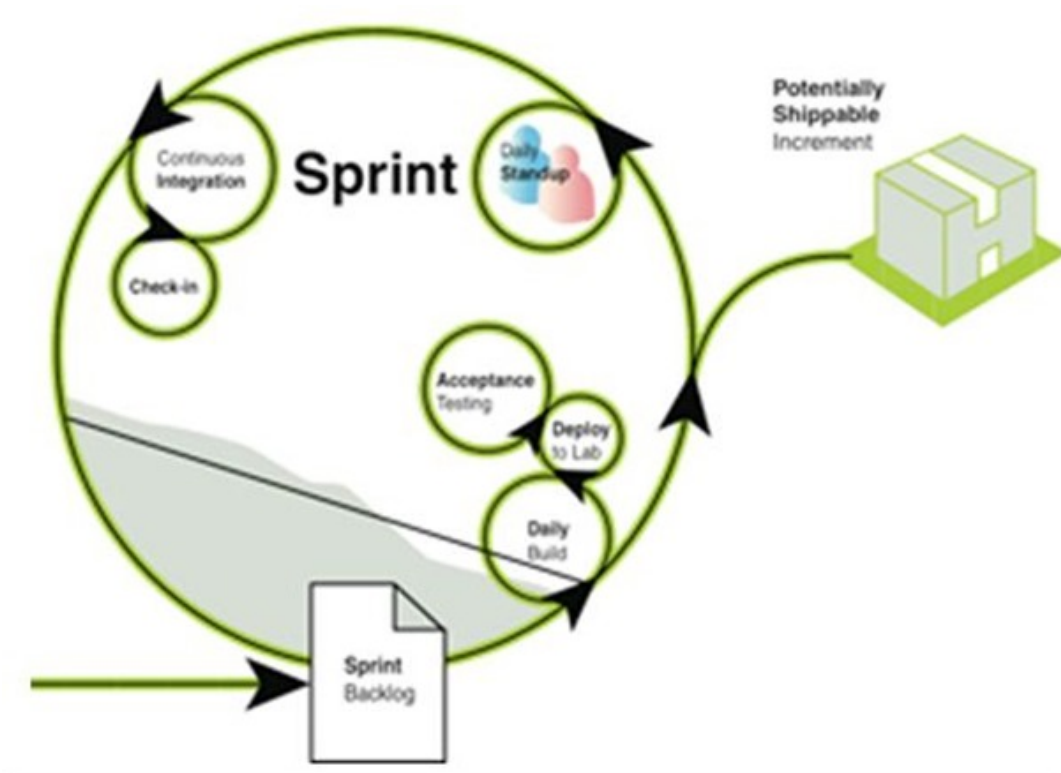 Potentially
Shippable
Increment
Continuous
Integration
Sprint
Daily
Standup
Check-in
Acceptance
Testing
Deploy
to Lab
Daily
Build
Sprint
Backlog